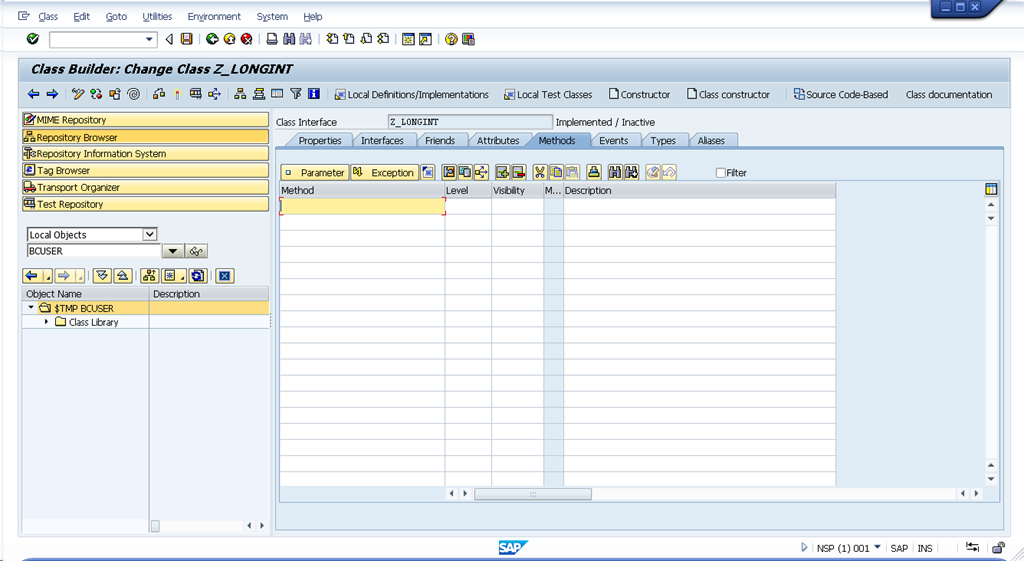 Class Edit Goto Utilities Environment System Help
Class Builder: Change Class Z_LONGINT
Local Definitions/Implementations Local Test Classes Constructor Class constructor Source Code-Based Class documentation
MIME Repository
Repository Browser
Repository Information System
Tag Browser
Transport Organizer
Test Repository
Local Objects
BCUSER
Object Name Description
$TMP BCUSER
Class Library
Class Interface Z_LONGINT Implemented / Inactive
Properties Interfaces Friends Attributes Methods Events Types Aliases
Parameter Exception Filter
Method Level Visibility M... Description
SAP NSP (1) 001 SAP INS